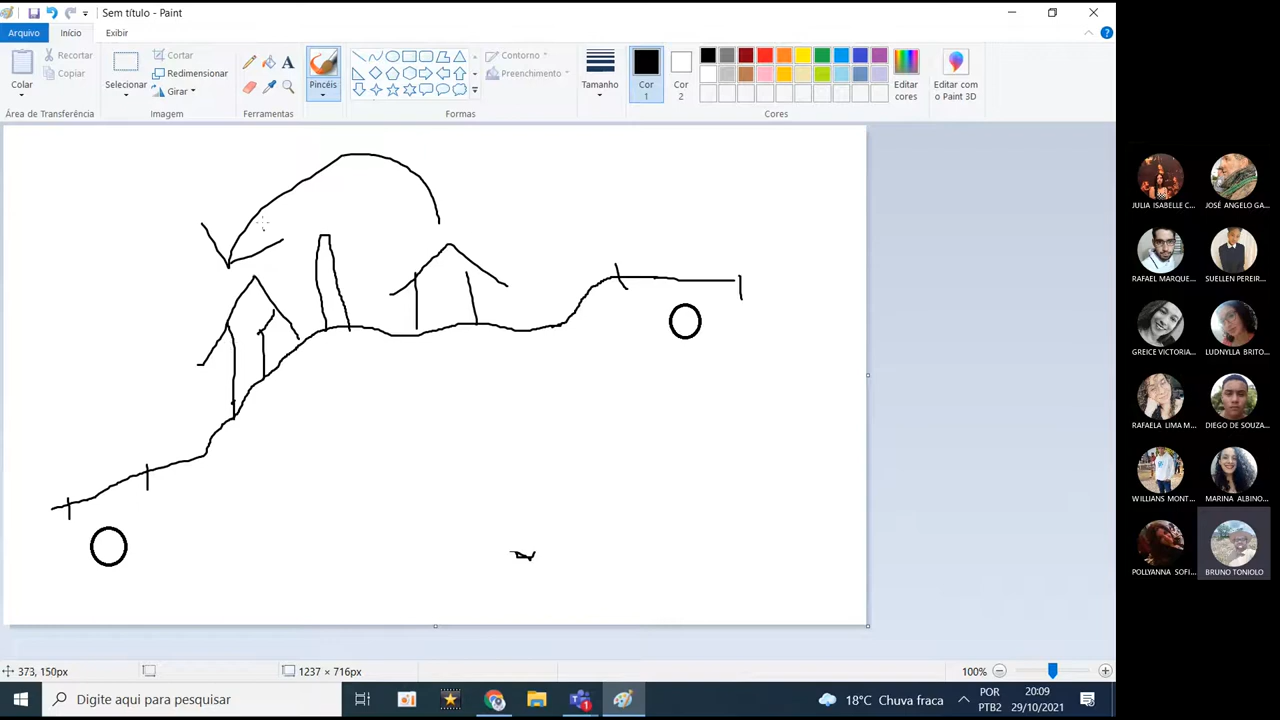 Sem título - Paint
Arquivo Início Exibir
Colar Recortar Copiar Selecionar Cortar Redimensionar Girar A Pincéis Contorno Preenchimento Tamanho Cor 1 Cor 2 Editar cores Editar com o Paint 3D
Área de Transferência Imagem Ferramentas Formas Cores
JULIA ISABELLE C... JOSÉ ANGELO GA...
RAFAEL MARQUE... SUELLEN PEREIR...
GREICE VICTORIA... LUDNYLLA BRITO...
RAFAELA LIMA M... DIEGO DE SOUZA...
WILLIANS MONT... MARINA ALBINO...
POLLYANNA SOFI... BRUNO TONIOLO
373, 150px 1237 × 716px 100%
Digite aqui para pesquisar 18°C Chuva fraca POR PTB2 20:09 29/10/2021